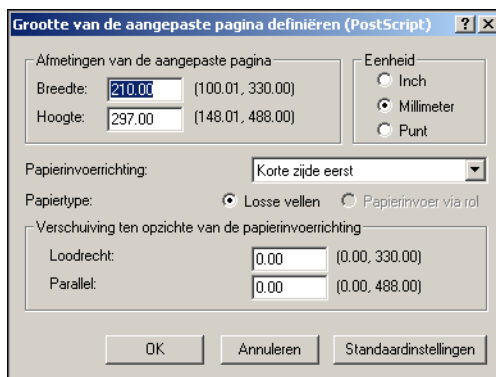 Grootte van de aangepaste pagina definiëren (PostScript)
Afmetingen van de aangepaste pagina
Breedte: 210.00 (100.01, 330.00)
Hoogte: 297.00 (148.01, 488.00)
Eenheid
Inch
Millimeter
Punt
Papierinvoerrichting: Korte zijde eerst
Papiertype: Losse vellen Papierinvoer via rol
Verschuiving ten opzichte van de papierinvoerrichting
Loodrecht: 0.00 (0.00, 330.00)
Parallel: 0.00 (0.00, 488.00)
OK Annuleren Standaardinstellingen